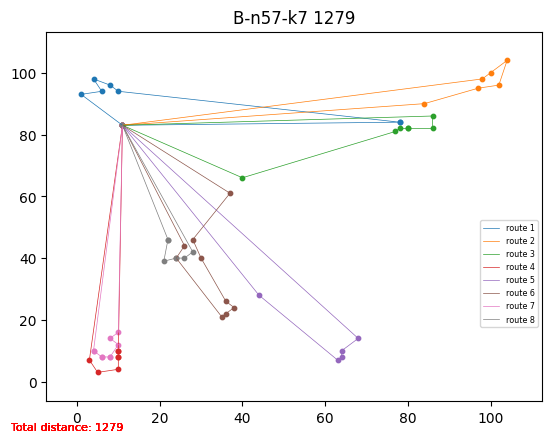 B-n57-k7 1279
100
80
60
40
20
0
route 1
route 2
route 3
route 4
route 5
route 6
route 7
route 8
0 20 40 60 80 100
Total distance: 1279